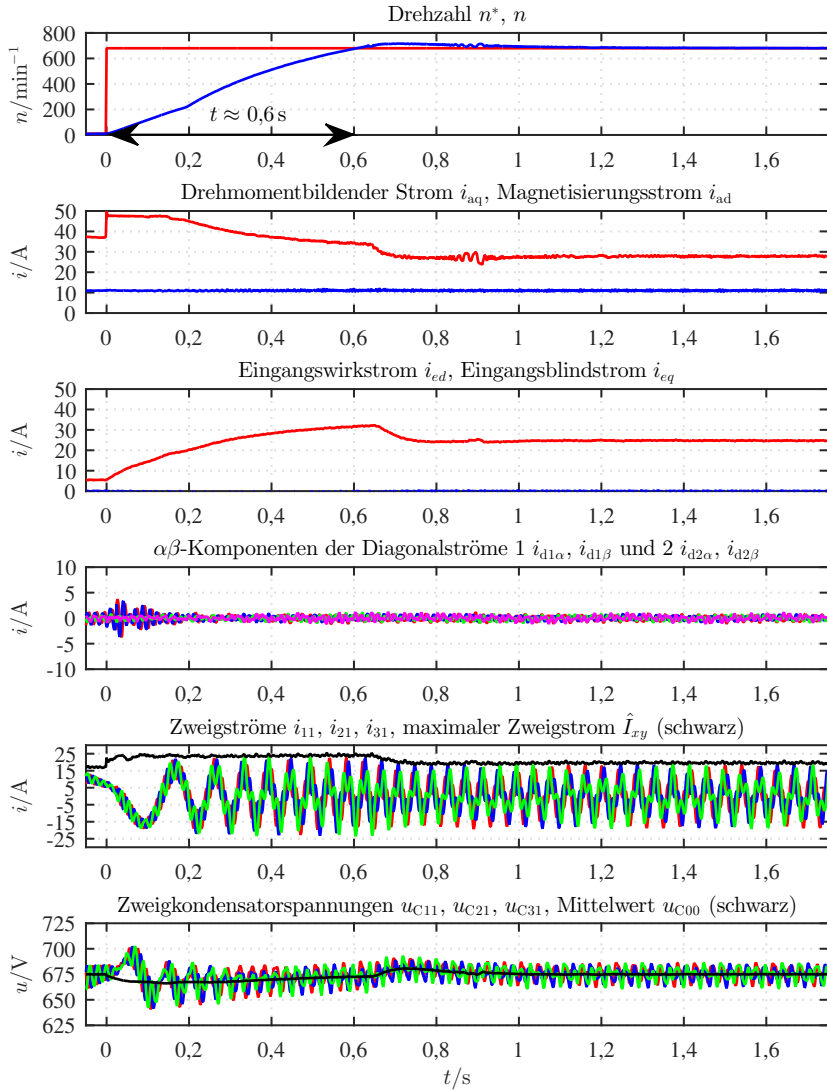 Drehzahl n*, n
800
600
400
200
0
n/min⁻¹
t ≈ 0,6 s
0 0,2 0,4 0,6 0,8 1 1,2 1,4 1,6
Drehmomentbildender Strom i_aq, Magnetisierungsstrom i_ad
50
40
30
20
10
0
i/A
0 0,2 0,4 0,6 0,8 1 1,2 1,4 1,6
Eingangswirkstrom i_ed, Eingangsblindstrom i_eq
50
40
30
20
10
0
i/A
0 0,2 0,4 0,6 0,8 1 1,2 1,4 1,6
αβ-Komponenten der Diagonalströme 1 i_d1α, i_d1β und 2 i_d2α, i_d2β
10
5
0
-5
-10
i/A
0 0,2 0,4 0,6 0,8 1 1,2 1,4 1,6
Zweigströme i_11, i_21, i_31, maximaler Zweigstrom Î_xy (schwarz)
25
15
5
-5
-15
-25
i/A
0 0,2 0,4 0,6 0,8 1 1,2 1,4 1,6
Zweigkondensatorspannungen u_C11, u_C21, u_C31, Mittelwert u_C00 (schwarz)
725
700
675
650
625
u/V
0 0,2 0,4 0,6 0,8 1 1,2 1,4 1,6
t/s